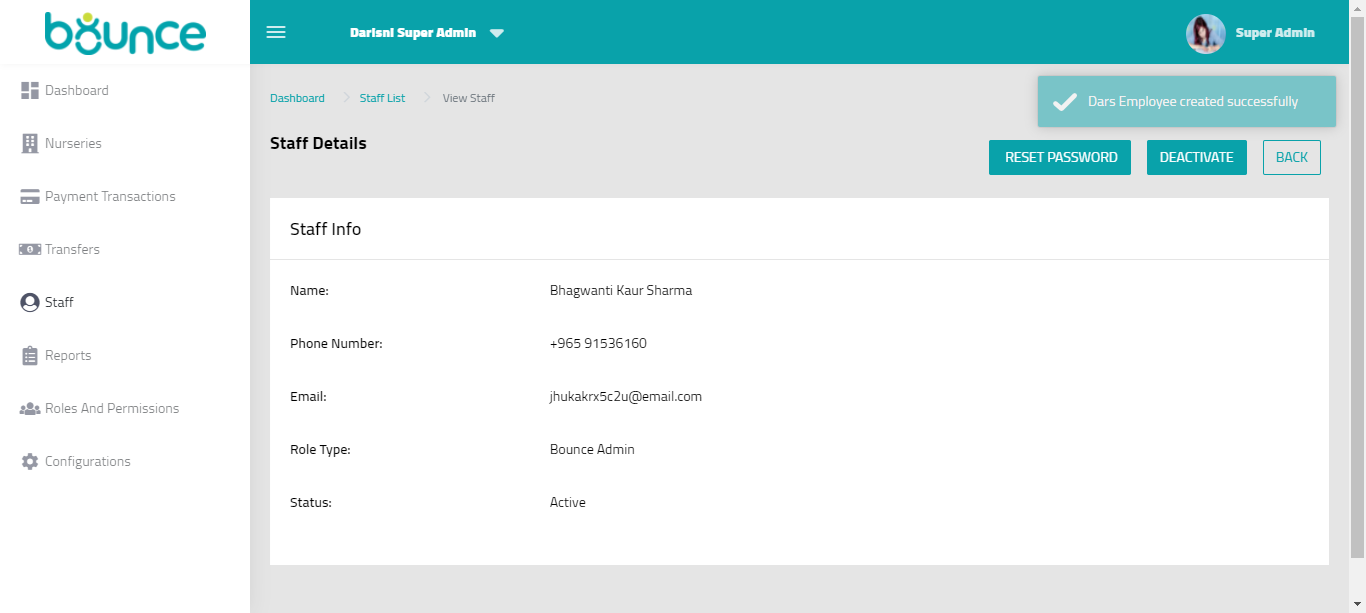 bounce
Darisni Super Admin
Super Admin
Dashboard
Nurseries
Payment Transactions
Transfers
Staff
Reports
Roles And Permissions
Configurations
Dashboard Staff List View Staff
Dars Employee created successfully
Staff Details
RESET PASSWORD DEACTIVATE BACK
Staff Info
Name: Bhagwanti Kaur Sharma
Phone Number: +965 91536160
Email: jhukakrx5c2u@email.com
Role Type: Bounce Admin
Status: Active